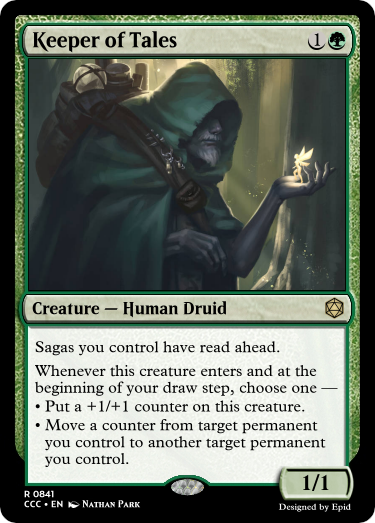 Keeper of Tales
1
Creature — Human Druid
Sagas you control have read ahead.
Whenever this creature enters and at the
beginning of your draw step, choose one —
• Put a +1/+1 counter on this creature.
• Move a counter from target permanent
you control to another target permanent
you control.
1/1
R 0841
CCC • EN NATHAN PARK
Designed by Epid